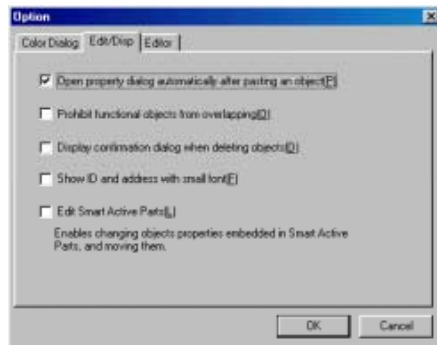 Option
Color Dialog Edit/Disp Editor
Open property dialog automatically after pasting an object[P]
Prohibit functional objects from overlapping[O]
Display confirmation dialog when deleting objects[D]
Show ID and address with small font[F]
Edit Smart Active Parts[L]
Enables changing objects properties embedded in Smart Active
Parts, and moving them.
OK Cancel